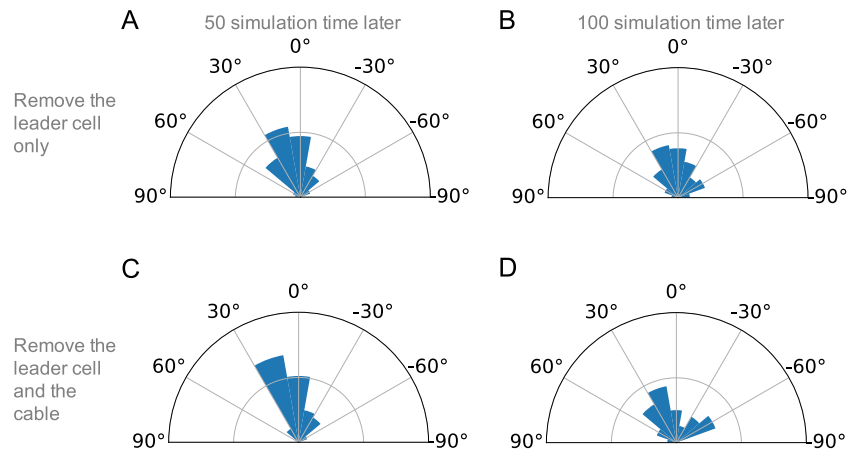 A
50 simulation time later
B
100 simulation time later
Remove the
leader cell
only
0°
30°
-30°
60°
-60°
90°
-90°
0°
30°
-30°
60°
-60°
90°
-90°
C
D
Remove the
leader cell
and the
cable
0°
30°
-30°
60°
-60°
90°
-90°
0°
30°
-30°
60°
-60°
90°
-90°